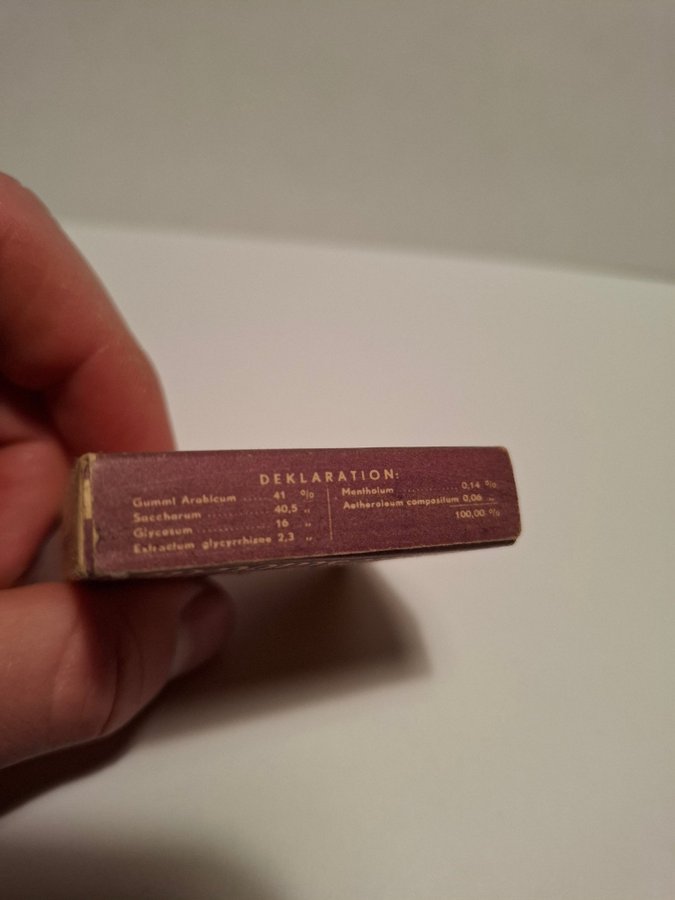 DEKLARATION:
Gummi Arabicum ...... 41 %
Saccharum ............ 40,5 „
Glycosum ............. 16 „
Extractum glycyrrhizae 2,3 „
Mentholum ............ 0,14 %
Aetheroleum compositum 0,06 „
100,00 %